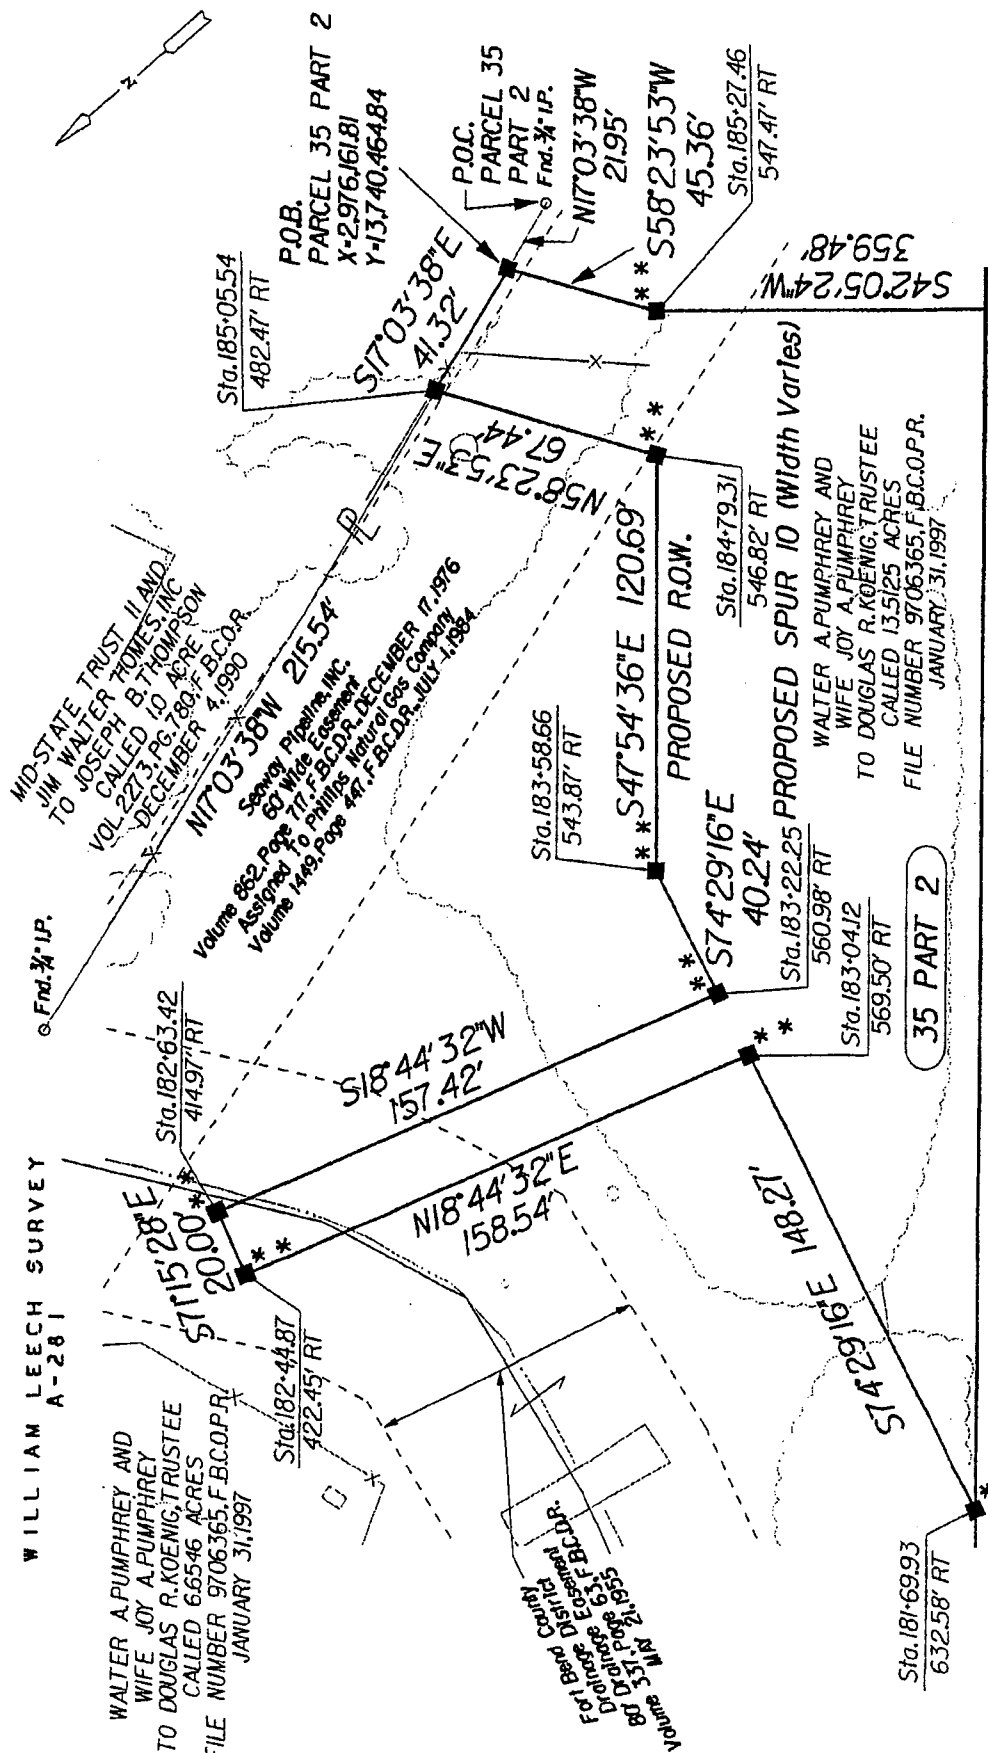 WILLIAM LEECH SURVEY
A-281
WALTER A.PUMPHREY AND
WIFE JOY A.PUMPHREY
TO DOUGLAS R.KOENIG,TRUSTEE
CALLED 6.6546 ACRES
FILE NUMBER 9706365,F.B.C.O.P.R.
JANUARY 31,1997
Fnd.¾" I.P.
MID-STATE TRUST II AND
JIM WALTER HOMES,INC
TO JOSEPH B.THOMPSON
CALLED 1.0 ACRE
VOL.2273,PG.780,F.B.C.O.R.
DECEMBER 4,1990
N17°03'38"W 215.54'
Seaway Pipeline,INC.
60' Wide Easement
Volume 862,Page 717,F.B.C.D.R.,DECEMBER 17,1976
Assigned To Phillips Natural Gas Company
Volume 1449,Page 447,F.B.C.D.R.,JULY 1,1984
PL
N
P.O.B.
PARCEL 35 PART 2
X=2,976,161.81
Y=13,740,464.84
P.O.C.
PARCEL 35
PART 2
Fnd.¾" I.P.
N17°03'38"W
21.95'
S58°23'53"W
45.36'
Sta.185+27.46
547.47' RT
Sta.185+05.54
482.47' RT
S17°03'38"E
41.32'
N58°23'53"E
67.44'
S42°05'24"W
359.48'
Sta.184+79.31
546.82' RT
S47°54'36"E 120.69'
PROPOSED R.O.W.
Sta.183+58.66
543.87' RT
S74°29'16"E
40.24'
Sta.183+22.25
560.98' RT
PROPOSED SPUR 10 (Width Varies)
WALTER A.PUMPHREY AND
WIFE JOY A.PUMPHREY
TO DOUGLAS R.KOENIG,TRUSTEE
CALLED 13.5125 ACRES
FILE NUMBER 9706365,F.B.C.O.P.R.
JANUARY 31,1997
Sta.183+04.12
569.50' RT
35 PART 2
Sta.182+63.42
414.97' RT
S18°44'32"W
157.42'
N18°44'32"E
158.54'
S71°15'28"E
20.00'
Sta.182+44.87
422.45' RT
S74°29'16"E 148.27'
Fort Bend County
Drainage District
Drainage Easement
80' Drainage Easement
Volume 337,Page 63,F.B.C.D.R.
MAY 21,1955
Sta.181+69.93
632.58' RT